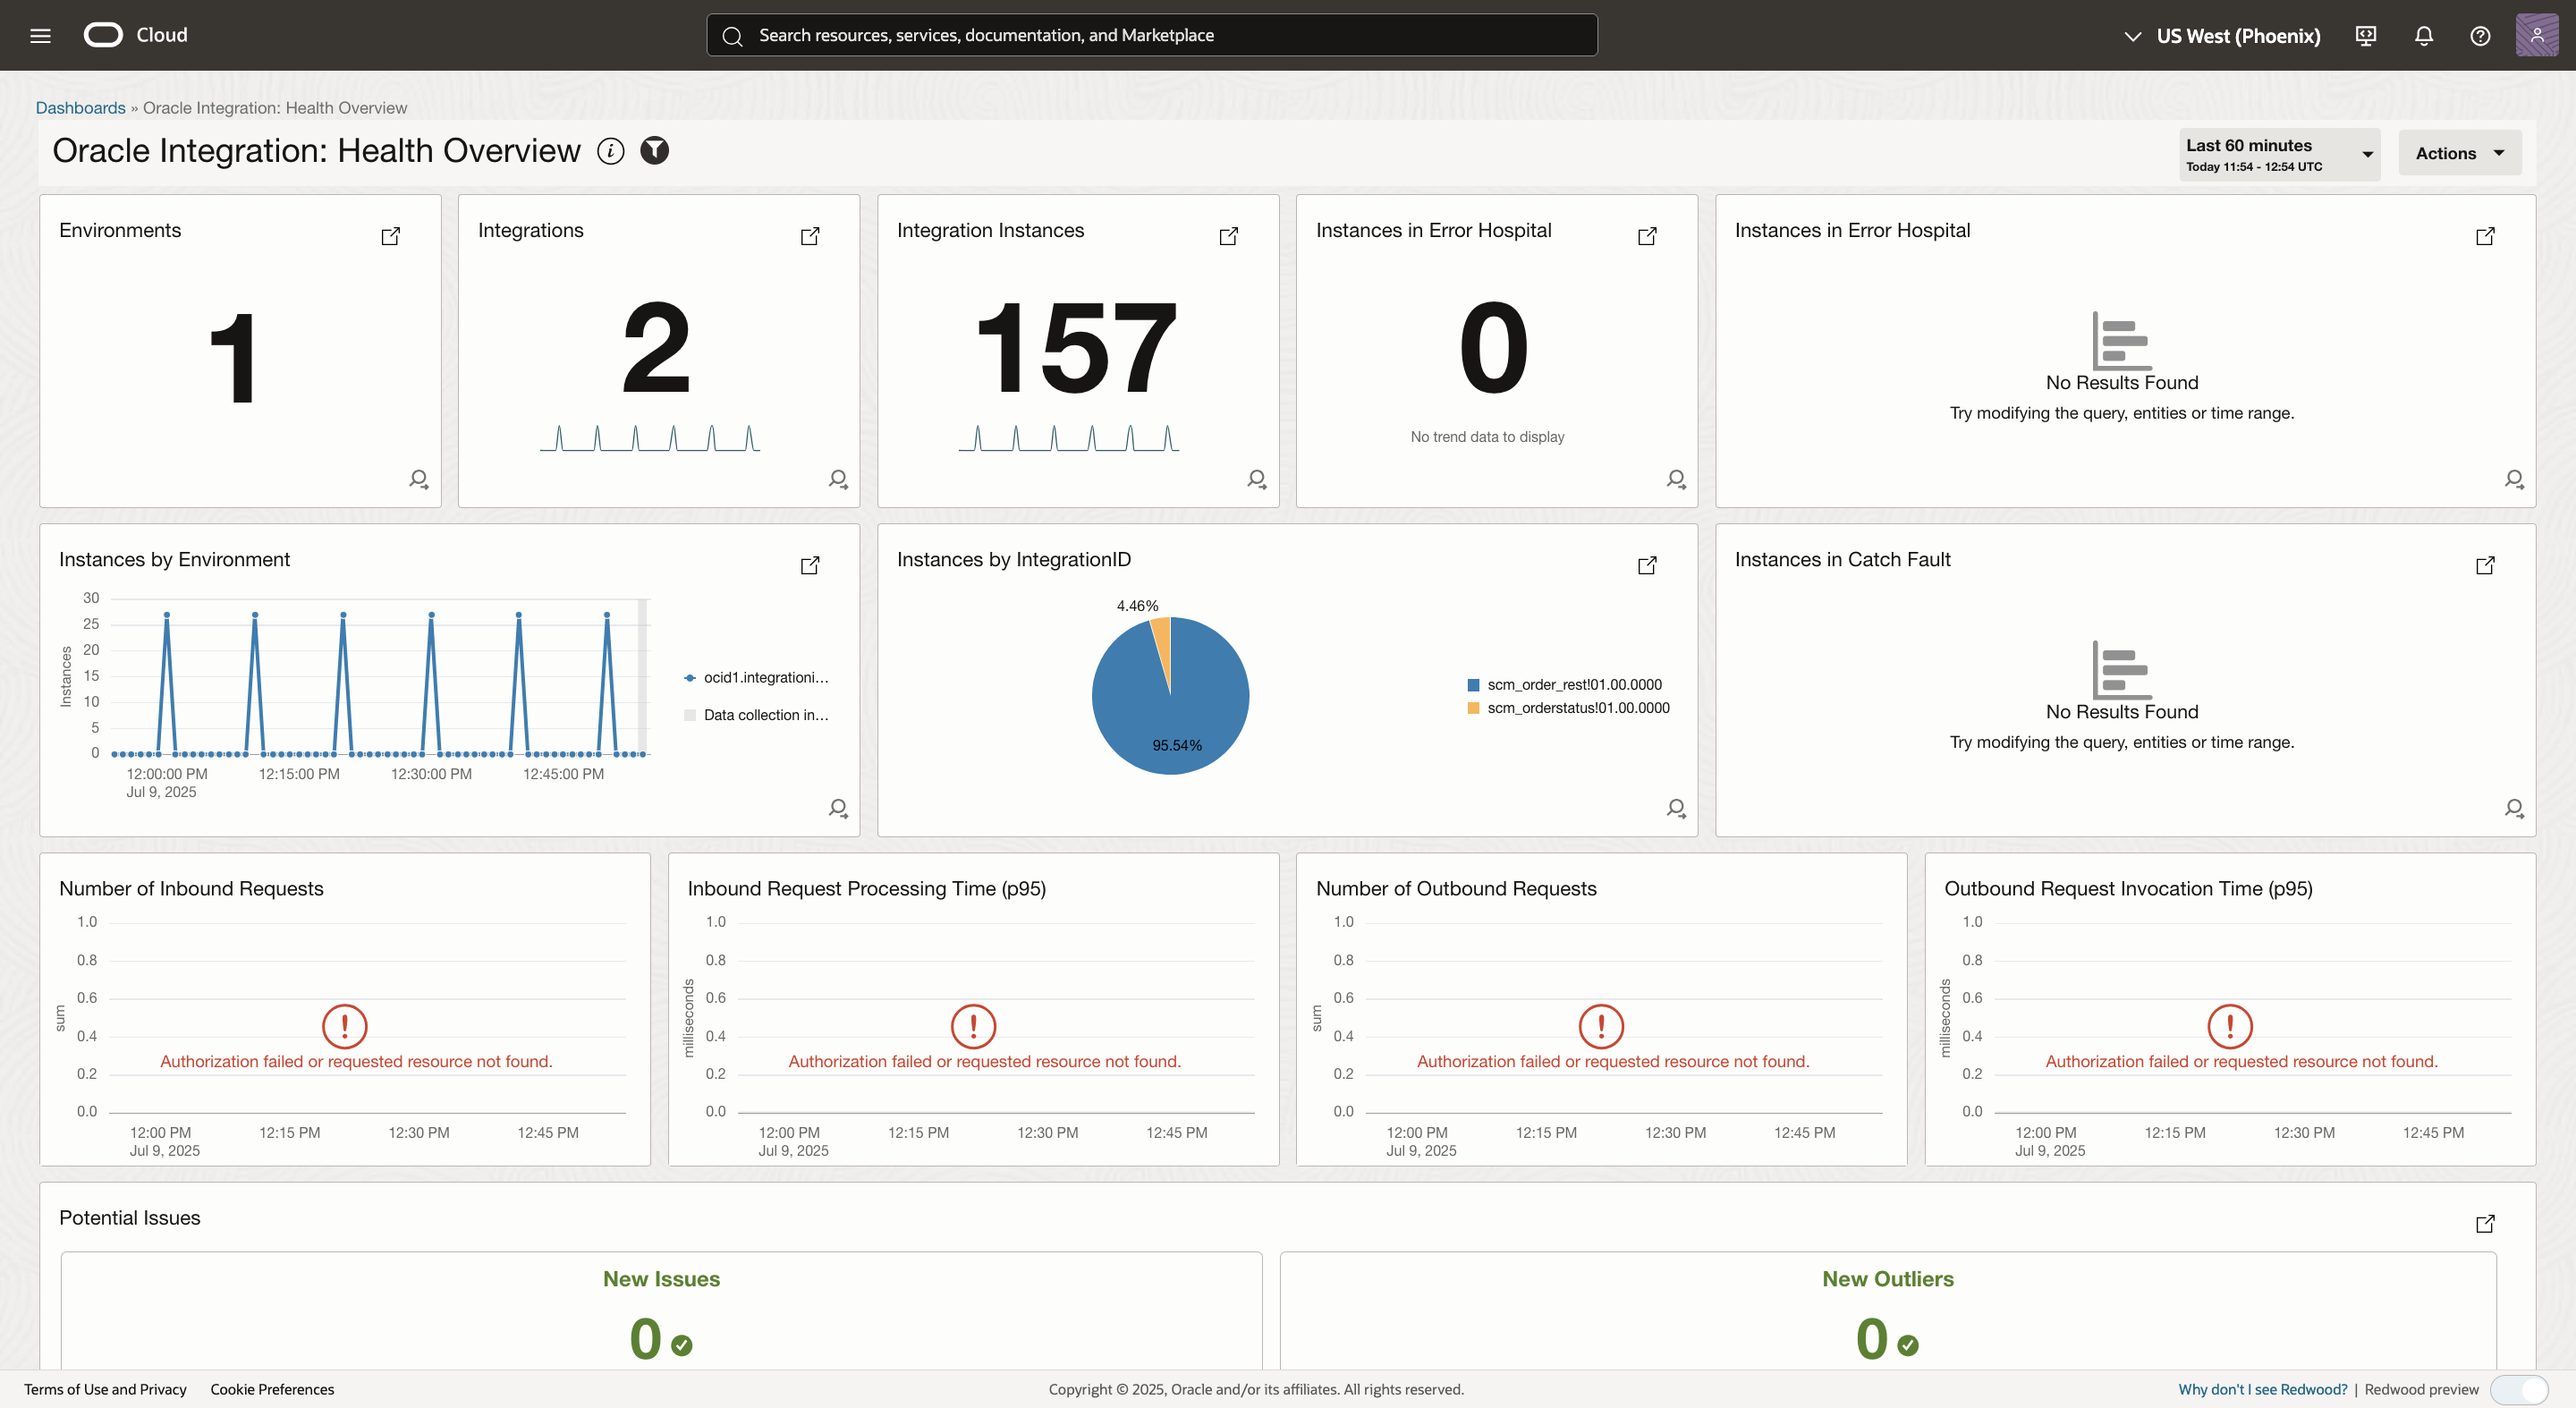 Cloud
Search resources, services, documentation, and Marketplace
US West (Phoenix)
Dashboards » Oracle Integration: Health Overview
Oracle Integration: Health Overview
Last 60 minutes
Today 11:54 - 12:54 UTC
Actions
Environments
1
Integrations
2
Integration Instances
157
Instances in Error Hospital
0
No trend data to display
Instances in Error Hospital
No Results Found
Try modifying the query, entities or time range.
Instances by Environment
30
25
20
15
10
5
0
Instances
12:00:00 PM
12:15:00 PM
12:30:00 PM
12:45:00 PM
Jul 9, 2025
ocid1.integrationi...
Data collection in...
Instances by IntegrationID
4.46%
95.54%
scm_order_rest!01.00.0000
scm_orderstatus!01.00.0000
Instances in Catch Fault
No Results Found
Try modifying the query, entities or time range.
Number of Inbound Requests
1.0
0.8
0.6
0.4
0.2
0.0
sum
Authorization failed or requested resource not found.
12:00 PM
12:15 PM
12:30 PM
12:45 PM
Jul 9, 2025
Inbound Request Processing Time (p95)
1.0
0.8
0.6
0.4
0.2
0.0
milliseconds
Authorization failed or requested resource not found.
12:00 PM
12:15 PM
12:30 PM
12:45 PM
Jul 9, 2025
Number of Outbound Requests
1.0
0.8
0.6
0.4
0.2
0.0
sum
Authorization failed or requested resource not found.
12:00 PM
12:15 PM
12:30 PM
12:45 PM
Jul 9, 2025
Outbound Request Invocation Time (p95)
1.0
0.8
0.6
0.4
0.2
0.0
milliseconds
Authorization failed or requested resource not found.
12:00 PM
12:15 PM
12:30 PM
12:45 PM
Jul 9, 2025
Potential Issues
New Issues
0
New Outliers
0
Terms of Use and Privacy
Cookie Preferences
Copyright © 2025, Oracle and/or its affiliates. All rights reserved.
Why don't I see Redwood? | Redwood preview